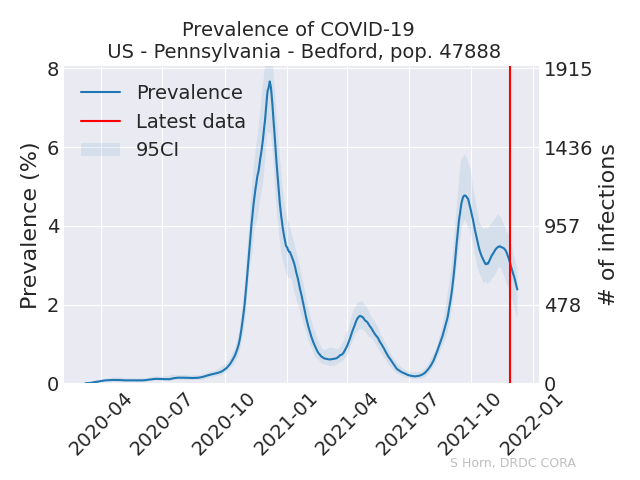 Prevalence of COVID-19
US - Pennsylvania - Bedford, pop. 47888
Prevalence
Latest data
95CI
Prevalence (%)
8
6
4
2
0
1915
1436
957
478
0
# of infections
2020-04
2020-07
2020-10
2021-01
2021-04
2021-07
2021-10
2022-01
S Horn, DRDC CORA